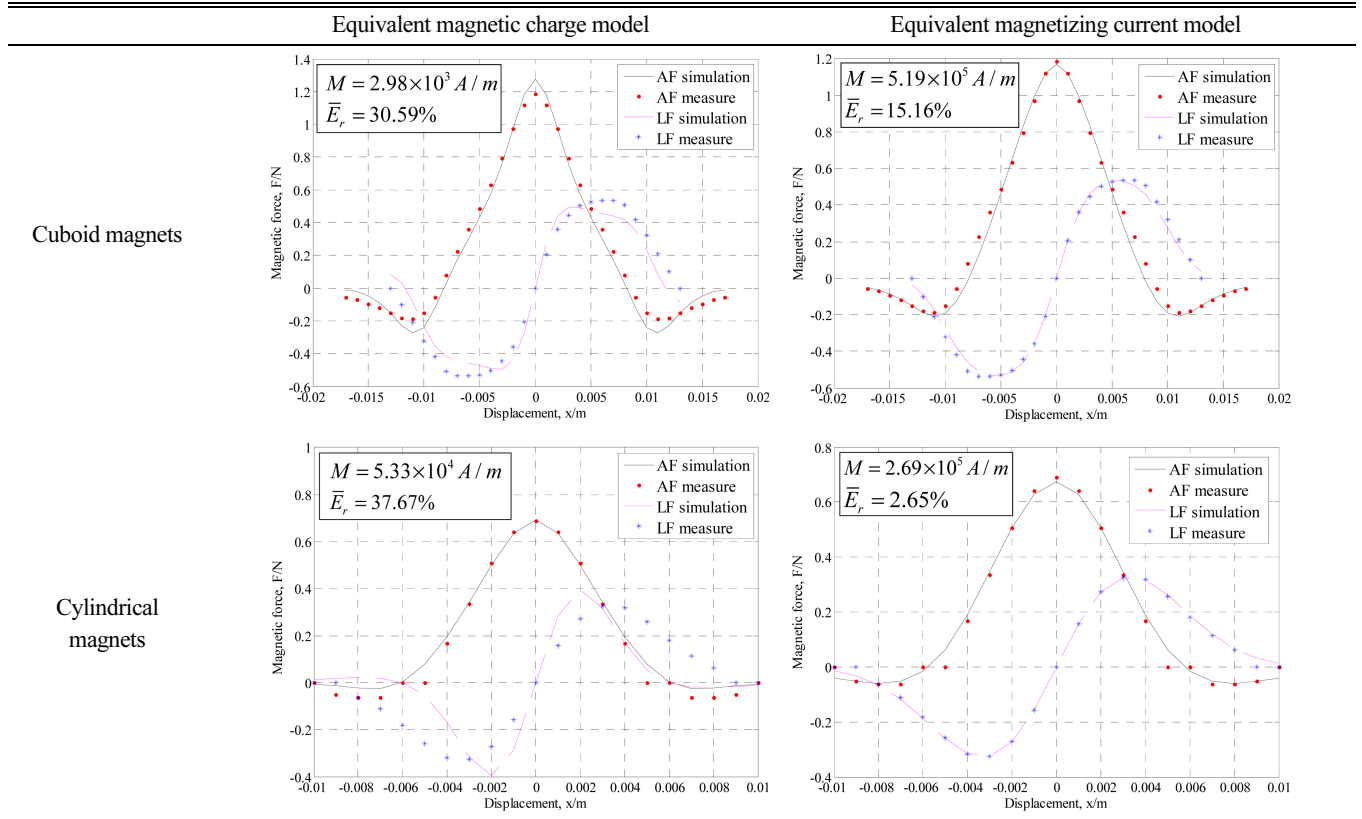 Equivalent magnetic charge model
Equivalent magnetizing current model
Cuboid magnets
M = 2.98×10³ A / m
E̅r = 30.59%
AF simulation
AF measure
LF simulation
LF measure
1.4
1.2
1
0.8
0.6
0.4
0.2
0
-0.2
-0.4
-0.6
Magnetic force, F/N
-0.02 -0.015 -0.01 -0.005 0 0.005 0.01 0.015 0.02
Displacement, x/m
M = 5.19×10⁵ A / m
E̅r = 15.16%
AF simulation
AF measure
LF simulation
LF measure
1.2
1
0.8
0.6
0.4
0.2
0
-0.2
-0.4
-0.6
Magnetic force, F/N
-0.02 -0.015 -0.01 -0.005 0 0.005 0.01 0.015 0.02
Displacement, x/m
Cylindrical
magnets
M = 5.33×10⁴ A / m
E̅r = 37.67%
AF simulation
AF measure
LF simulation
LF measure
1
0.8
0.6
0.4
0.2
0
-0.2
-0.4
Magnetic force, F/N
-0.01 -0.008 -0.006 -0.004 -0.002 0 0.002 0.004 0.006 0.008 0.01
Displacement, x/m
M = 2.69×10⁵ A / m
E̅r = 2.65%
AF simulation
AF measure
LF simulation
LF measure
0.8
0.6
0.4
0.2
0
-0.2
-0.4
Magnetic force, F/N
-0.01 -0.008 -0.006 -0.004 -0.002 0 0.002 0.004 0.006 0.008 0.01
Displacement, x/m